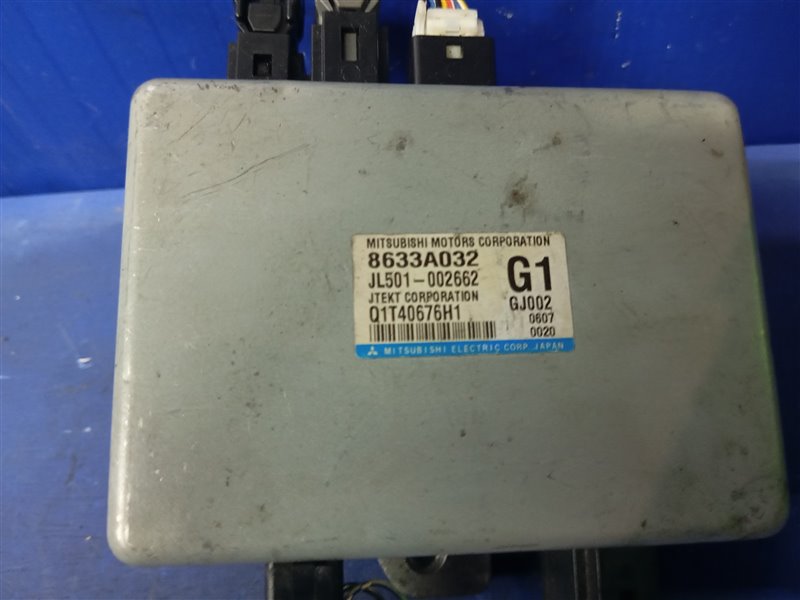 MITSUBISHI MOTORS CORPORATION
8633A032
G1
JL501-002662
JTEKT CORPORATION
GJ002
Q1T40676H1
0607
0020
MITSUBISHI ELECTRIC CORP. JAPAN